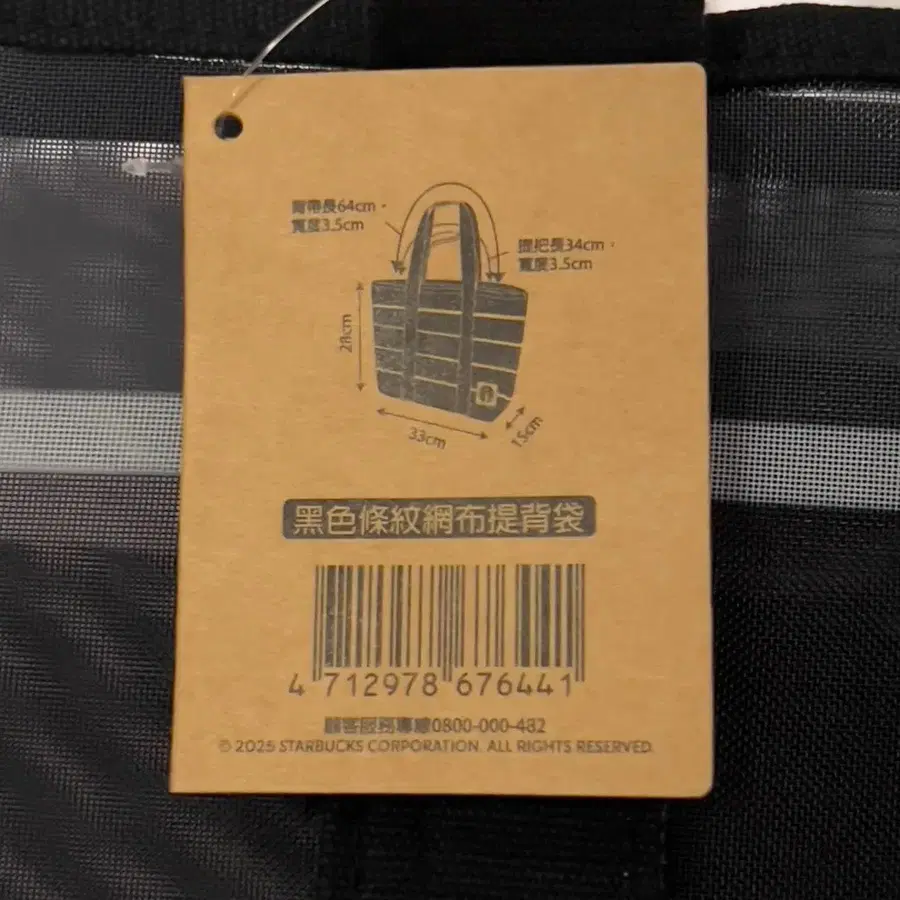 背帶長64cm,
寬度3.5cm
提把長34cm,
寬度3.5cm
28cm
33cm
15cm
黑色條紋網布提背袋
4 712978 676441
顧客服務專線0800-000-482
© 2025 STARBUCKS CORPORATION. ALL RIGHTS RESERVED.